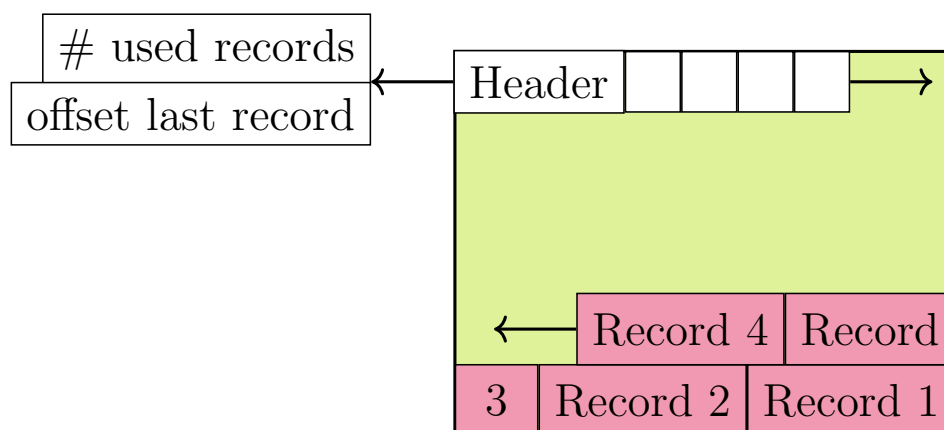 # used records
offset last record
Header
Record 4 Record
3 Record 2 Record 1